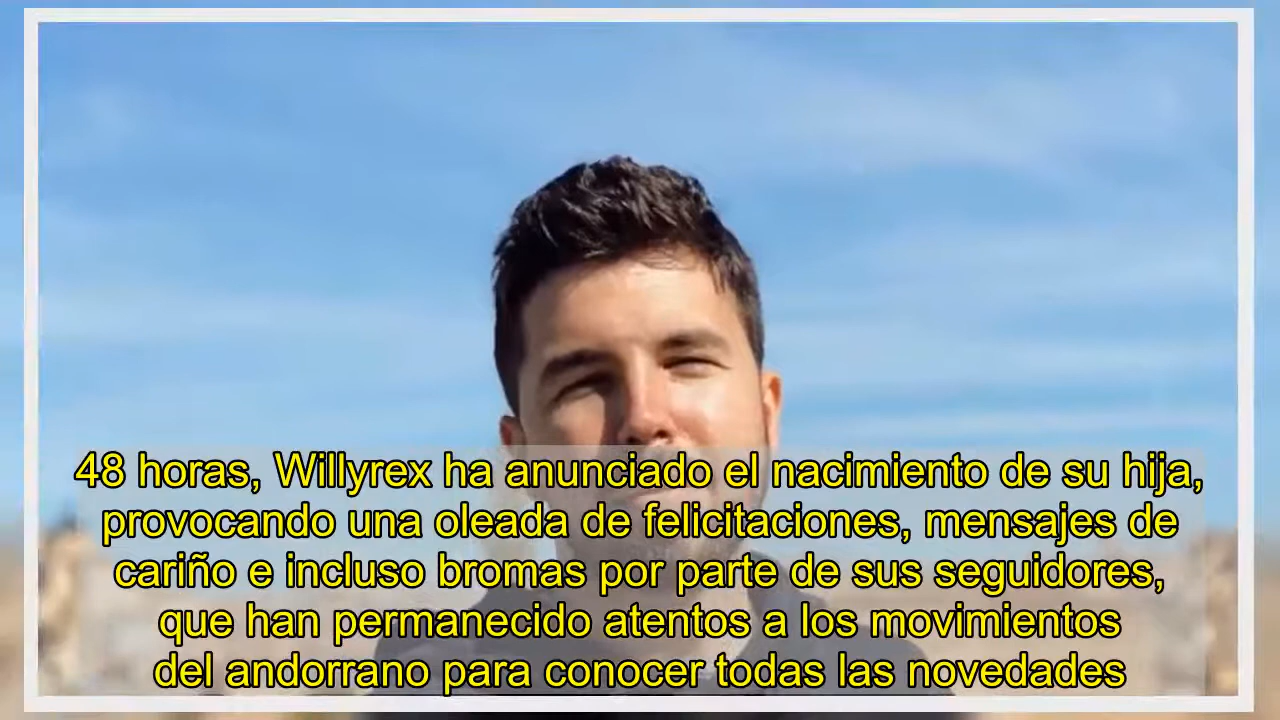 48 horas, Willyrex ha anunciado el nacimiento de su hija,
provocando una oleada de felicitaciones, mensajes de
cariño e incluso bromas por parte de sus seguidores,
que han permanecido atentos a los movimientos
del andorrano para conocer todas las novedades